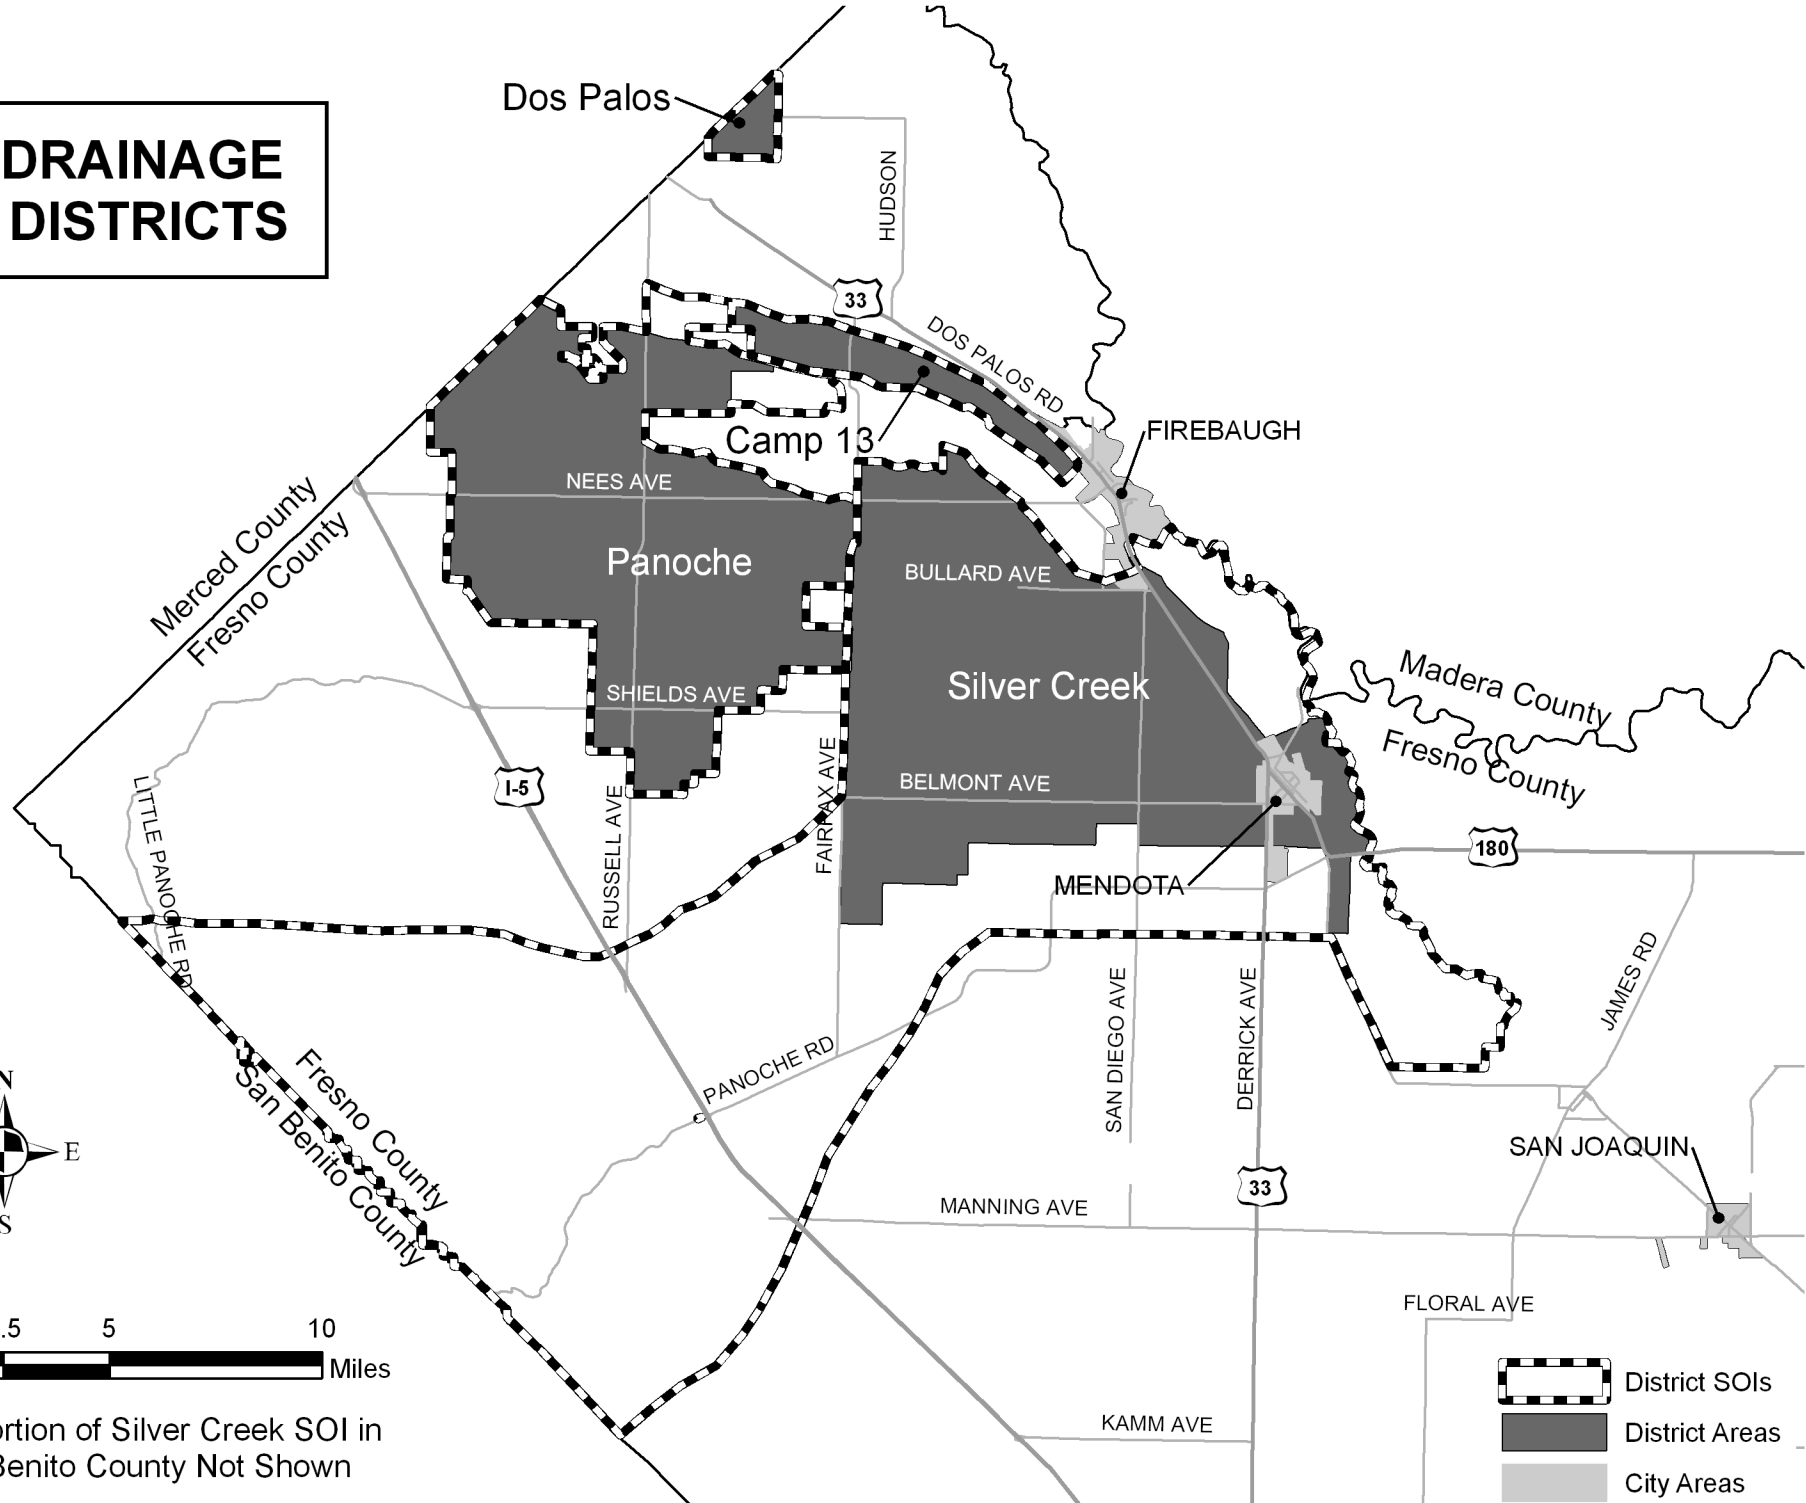 Dos Palos
DRAINAGE
DISTRICTS
HUDSON
33
DOS PALOS RD
FIREBAUGH
Camp 13
NEES AVE
Merced County
Fresno County
Panoche
BULLARD AVE
Silver Creek
Madera County
Fresno County
SHIELDS AVE
FAIRFAX AVE
BELMONT AVE
I-5
LITTLE PANOCHE RD
RUSSELL AVE
180
MENDOTA
JAMES RD
SAN DIEGO AVE
DERRICK AVE
PANOCHE RD
Fresno County
San Benito County
N
E
S
SAN JOAQUIN
33
MANNING AVE
FLORAL AVE
.5 5 10
Miles
District SOIs
KAMM AVE
District Areas
ortion of Silver Creek SOI in
Benito County Not Shown
City Areas